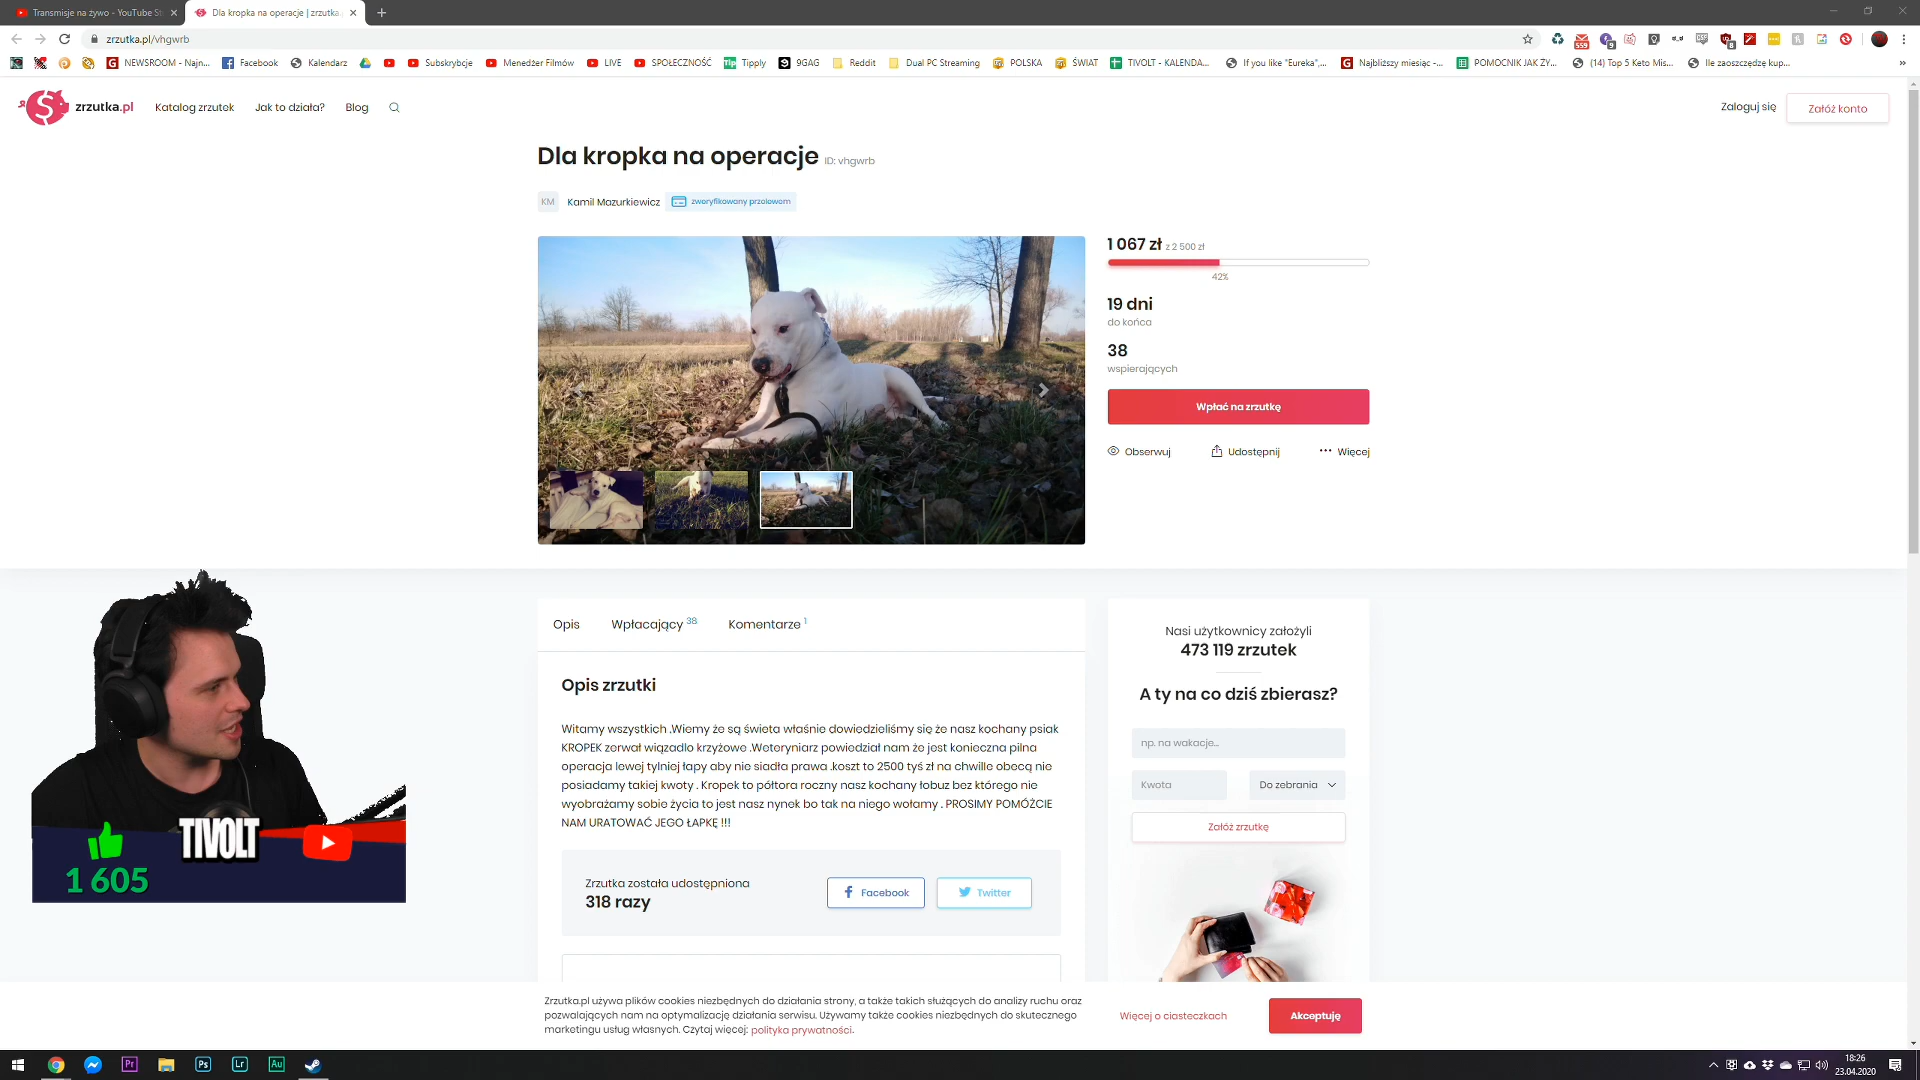 Transmisje na żywo - YouTube St
Dla kropka na operacje | zrzutka.
zrzutka.pl/vhgwrb
559
9
8
NEWSROOM - Najn...
Facebook
Kalendarz
Subskrybcje
Menedżer Filmów
LIVE
SPOŁECZNOŚĆ
Tipply
9GAG
Reddit
Dual PC Streaming
POLSKA
ŚWIAT
TIVOLT - KALENDA...
If you like "Eureka",...
Najbliższy miesiąc -...
POMOCNIK JAK ZY...
(14) Top 5 Keto Mis...
Ile zaoszczędzę kup...
zrzutka.pl
Katalog zrzutek
Jak to działa?
Blog
Zaloguj się
Załóż konto
Dla kropka na operacje ID: vhgwrb
KM
Kamil Mazurkiewicz
zweryfikowany przelewem
1 067 zł z 2 500 zł
42%
19 dni
do końca
38
wspierających
Wpłać na zrzutkę
Obserwuj
Udostępnij
Więcej
Opis
Wpłacający 38
Komentarze 1
Opis zrzutki
Witamy wszystkich .Wiemy że są święta właśnie dowiedzieliśmy się że nasz kochany psiak
KROPEK zerwał wiązadlo krzyżowe .Weteryniarz powiedział nam że jest konieczna pilna
operacja lewej tylniej łapy aby nie siadła prawa .koszt to 2500 tyś zł na chwille obecą nie
posiadamy takiej kwoty . Kropek to półtora roczny nasz kochany łobuz bez którego nie
wyobrażamy sobie życia to jest nasz nynek bo tak na niego wołamy . PROSIMY POMÓŻCIE
NAM URATOWAĆ JEGO ŁAPKĘ !!!
Zrzutka została udostępniona
318 razy
Facebook
Twitter
Nasi użytkownicy założyli
473 119 zrzutek
A ty na co dziś zbierasz?
np. na wakacje...
Kwota
Do zebrania
Załóż zrzutkę
TIVOLT
1 605
Zrzutka.pl używa plików cookies niezbędnych do działania strony, a także takich służących do analizy ruchu oraz
pozwalających nam na optymalizację działania serwisu. Używamy także cookies niezbędnych do skutecznego
marketingu usług własnych. Czytaj więcej: polityka prywatności.
Więcej o ciasteczkach
Akceptuję
Pr
Ps
Lr
Au
18:26
23.04.2020